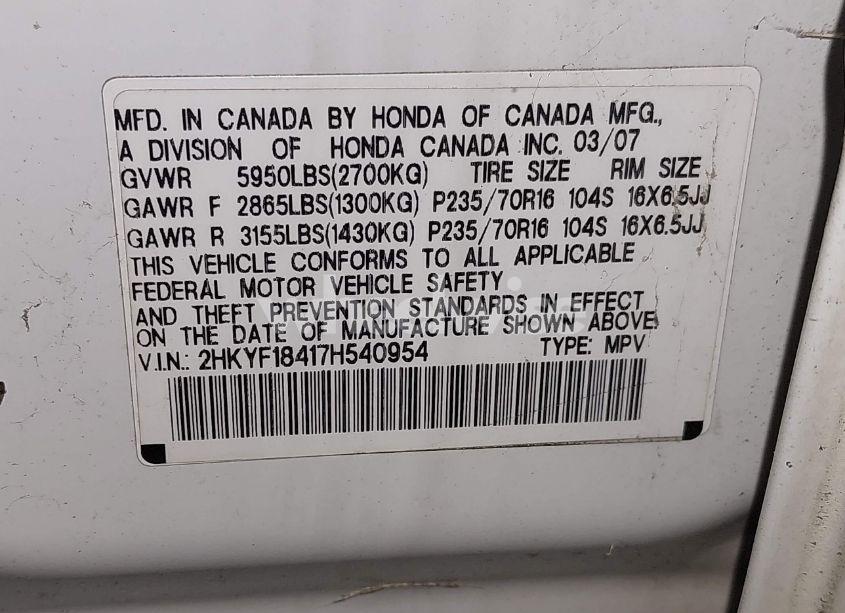 MFD. IN CANADA BY HONDA OF CANADA MFG.,
A DIVISION OF HONDA CANADA INC. 03/07
GVWR 5950LBS(2700KG) TIRE SIZE RIM SIZE
GAWR F 2865LBS(1300KG) P235/70R16 104S 16X6.5JJ
GAWR R 3155LBS(1430KG) P235/70R16 104S 16X6.5JJ
THIS VEHICLE CONFORMS TO ALL APPLICABLE
FEDERAL MOTOR VEHICLE SAFETY
AND THEFT PREVENTION STANDARDS IN EFFECT
ON THE DATE OF MANUFACTURE SHOWN ABOVE.
V.I.N.: 2HKYF18417H540954 TYPE: MPV